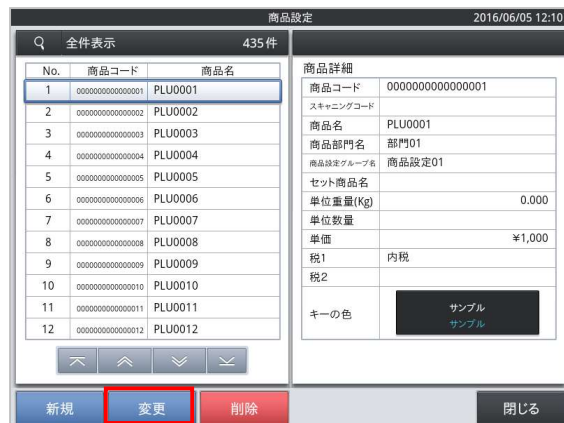 商品設定 2016/06/05 12:10
全件表示 435件
No. 商品コード 商品名
1 0000000000000001 PLU0001
2 0000000000000002 PLU0002
3 0000000000000003 PLU0003
4 0000000000000004 PLU0004
5 0000000000000005 PLU0005
6 0000000000000006 PLU0006
7 0000000000000007 PLU0007
8 0000000000000008 PLU0008
9 0000000000000009 PLU0009
10 0000000000000010 PLU0010
11 0000000000000011 PLU0011
12 0000000000000012 PLU0012
商品詳細
商品コード 0000000000000001
スキャニングコード
商品名 PLU0001
商品部門名 部門01
商品設定グループ名 商品設定01
セット商品名
単位重量(Kg) 0.000
単位数量
単価 ¥1,000
税1 内税
税2
キーの色
サンプル
サンプル
新規 変更 削除 閉じる